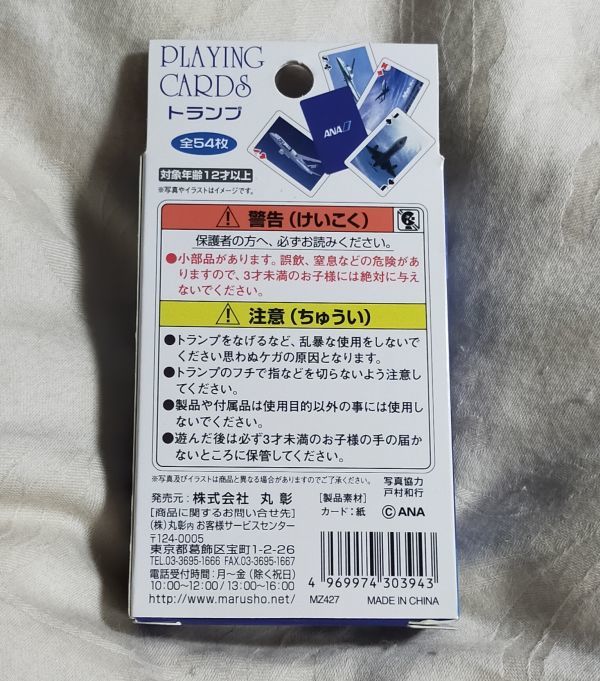 PLAYING
CARDS
トランプ
全54枚
ANA
対象年齢12才以上
※写真やイラストはイメージです。
警告(けいこく)
保護者の方へ、必ずお読みください。
●小部品があります。誤飲、窒息などの危険があ
りますので、3才未満のお子様には絶対に与え
ないでください。
注意(ちゅうい)
●トランプをなげるなど、乱暴な使用をしないで
ください思わぬケガの原因となります。
●トランプのフチで指などを切らないよう注意し
てください。
●製品や付属品は使用目的以外の事には使用し
ないでください。
●遊んだ後は必ず3才未満のお子様の手の届か
ないところに保管してください。
※写真及びイラストは商品と異なる場合がありますのでご了承ください。
写真協力
戸村和行
発売元:株式会社 丸彰
[商品に関するお問い合せ先]
(株)丸彰内 お客様サービスセンター
〒124-0005
東京都葛飾区宝町1-2-26
TEL.03-3695-1666 FAX.03-3695-1667
電話受付時間:月~金(除く祝日)
10:00~12:00/13:00~16:00
http://www.marusho.net/
[製品素材]
カード:紙
© ANA
4 969974 303943
MZ427
MADE IN CHINA